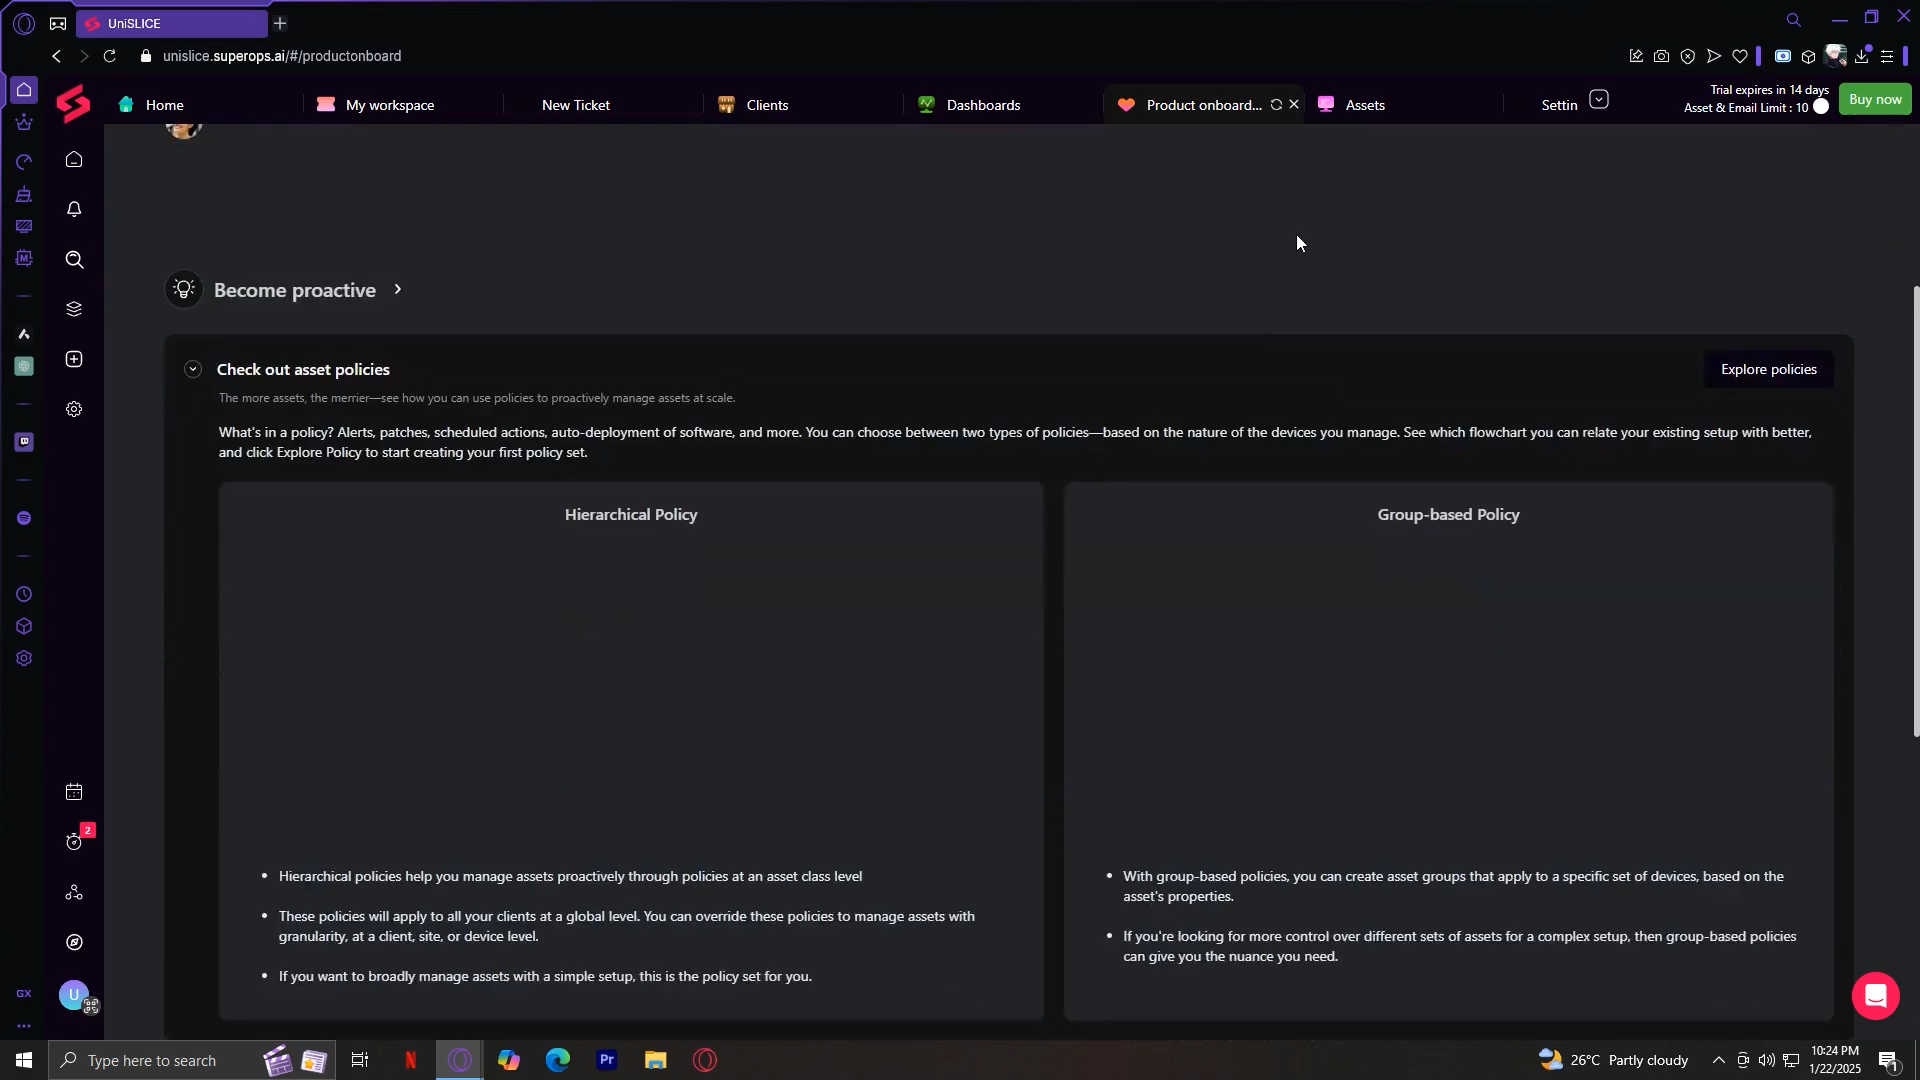 UniSLICE
unislice.superops.ai/#/productonboard
Home
My workspace
New Ticket
Clients
Dashboards
Product onboard...
Assets
Settin
Trial expires in 14 days
Asset & Email Limit : 10
Buy now
Become proactive
Check out asset policies
Explore policies
The more assets, the merrier—see how you can use policies to proactively manage assets at scale.
What's in a policy? Alerts, patches, scheduled actions, auto-deployment of software, and more. You can choose between two types of policies—based on the nature of the devices you manage. See which flowchart you can relate your existing setup with better,
and click Explore Policy to start creating your first policy set.
Hierarchical Policy
Group-based Policy
• Hierarchical policies help you manage assets proactively through policies at an asset class level
• These policies will apply to all your clients at a global level. You can override these policies to manage assets with
granularity, at a client, site, or device level.
• If you want to broadly manage assets with a simple setup, this is the policy set for you.
• With group-based policies, you can create asset groups that apply to a specific set of devices, based on the
asset's properties.
• If you're looking for more control over different sets of assets for a complex setup, then group-based policies
can give you the nuance you need.
2
U
GX
Type here to search
N
Pr
26°C Partly cloudy
10:24 PM
1/22/2025
1